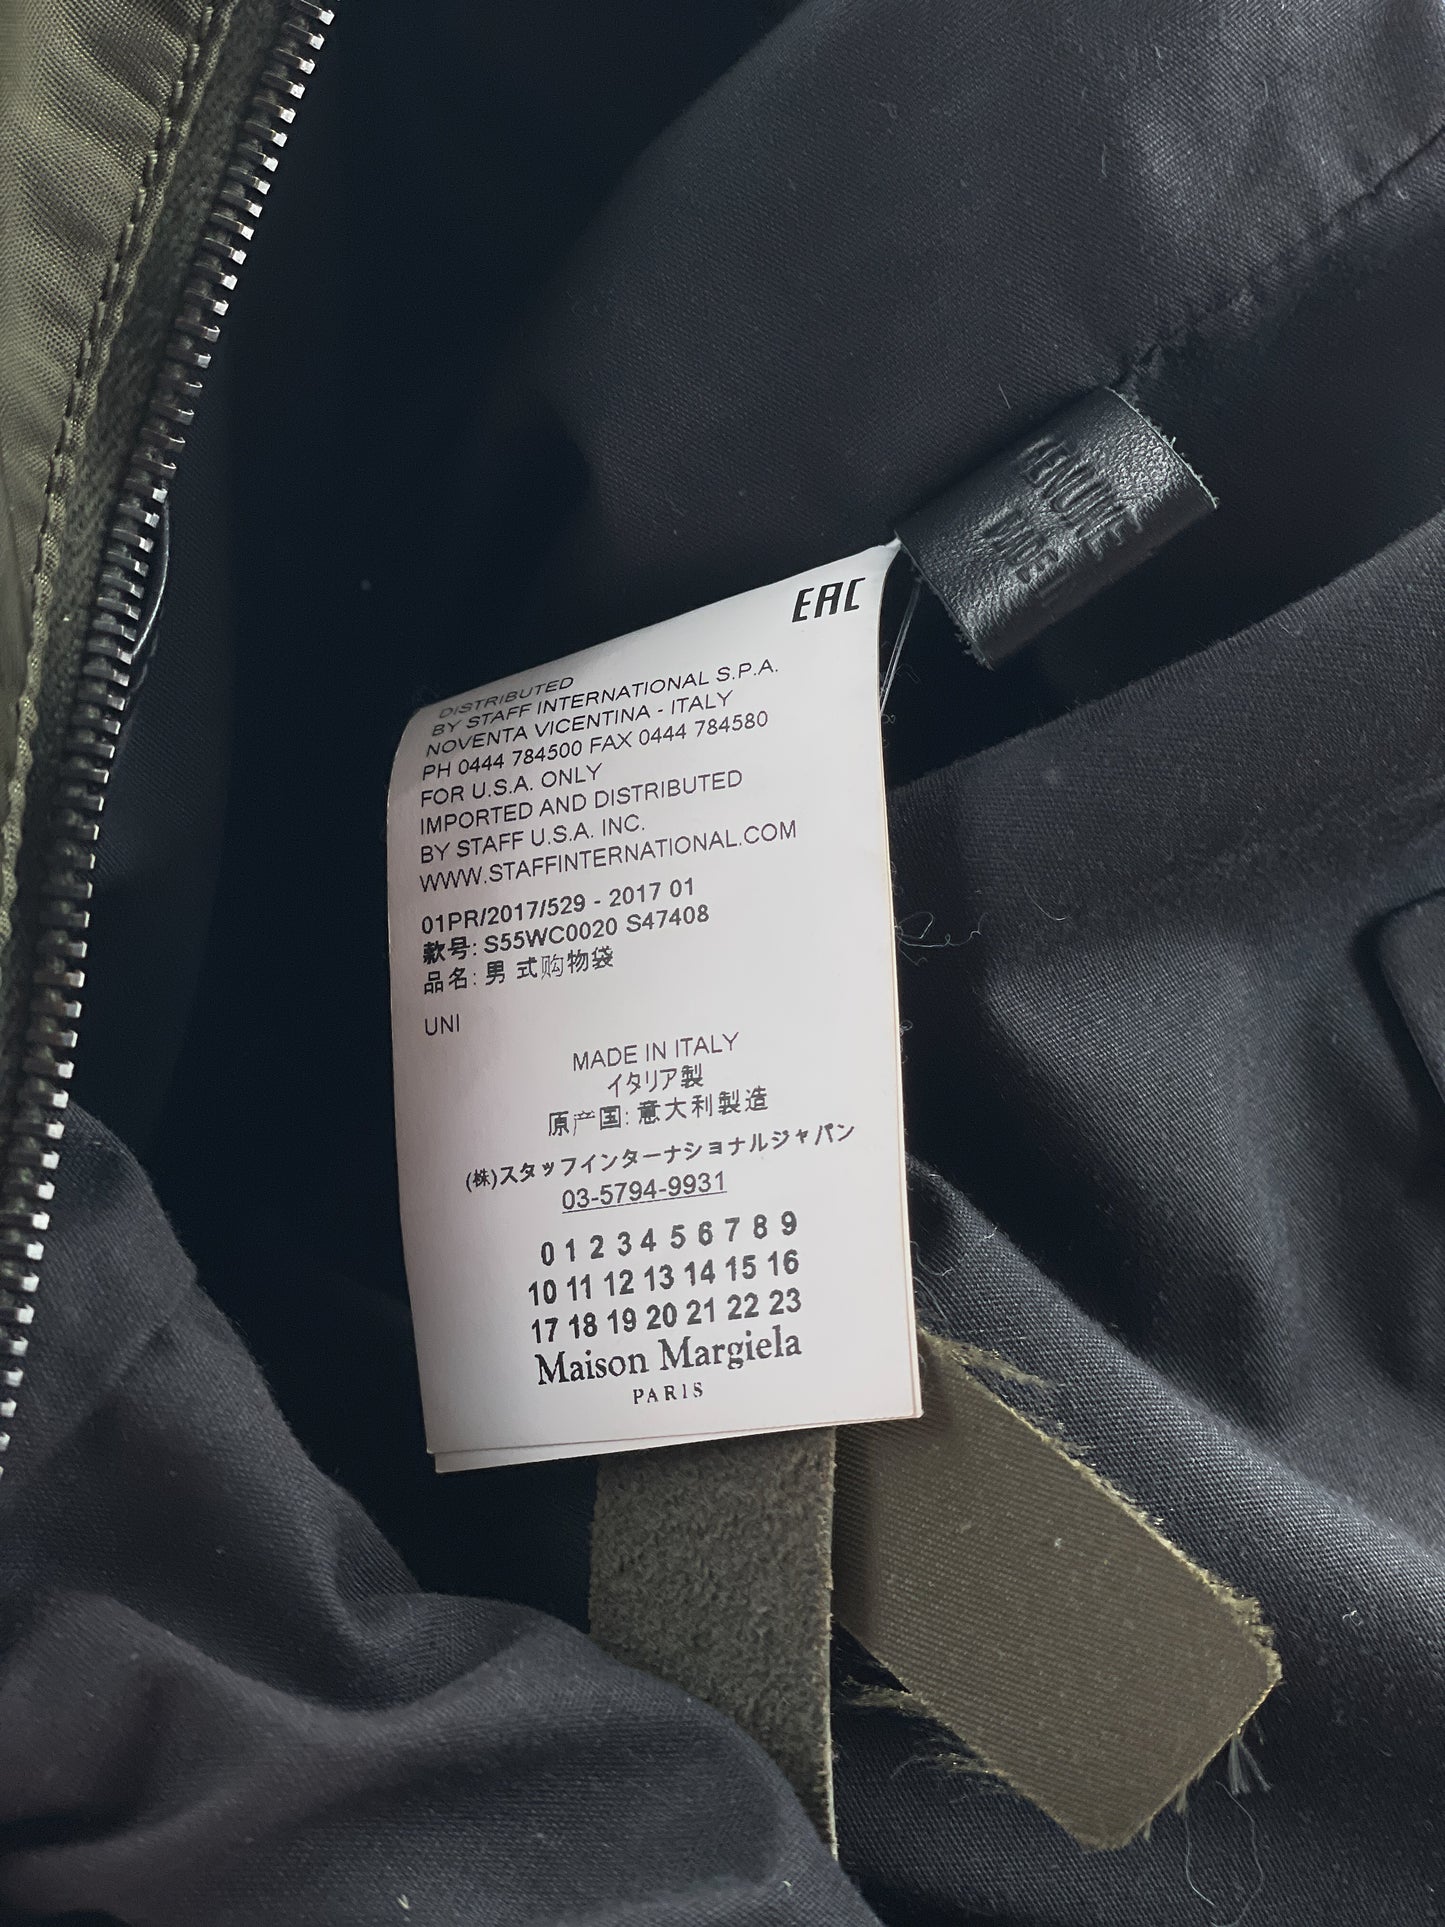 EAC
DISTRIBUTED
BY STAFF INTERNATIONAL S.P.A.
NOVENTA VICENTINA - ITALY
PH 0444 784500 FAX 0444 784580
FOR U.S.A. ONLY
IMPORTED AND DISTRIBUTED
BY STAFF U.S.A. INC.
WWW.STAFFINTERNATIONAL.COM
01PR/2017/529 - 2017 01
款号: S55WC0020 S47408
品名: 男 式购物袋
UNI
MADE IN ITALY
イタリア製
原产国: 意大利製造
(株)スタッフインターナショナルジャパン
03-5794-9931
0 1 2 3 4 5 6 7 8 9
10 11 12 13 14 15 16
17 18 19 20 21 22 23
Maison Margiela
PARIS